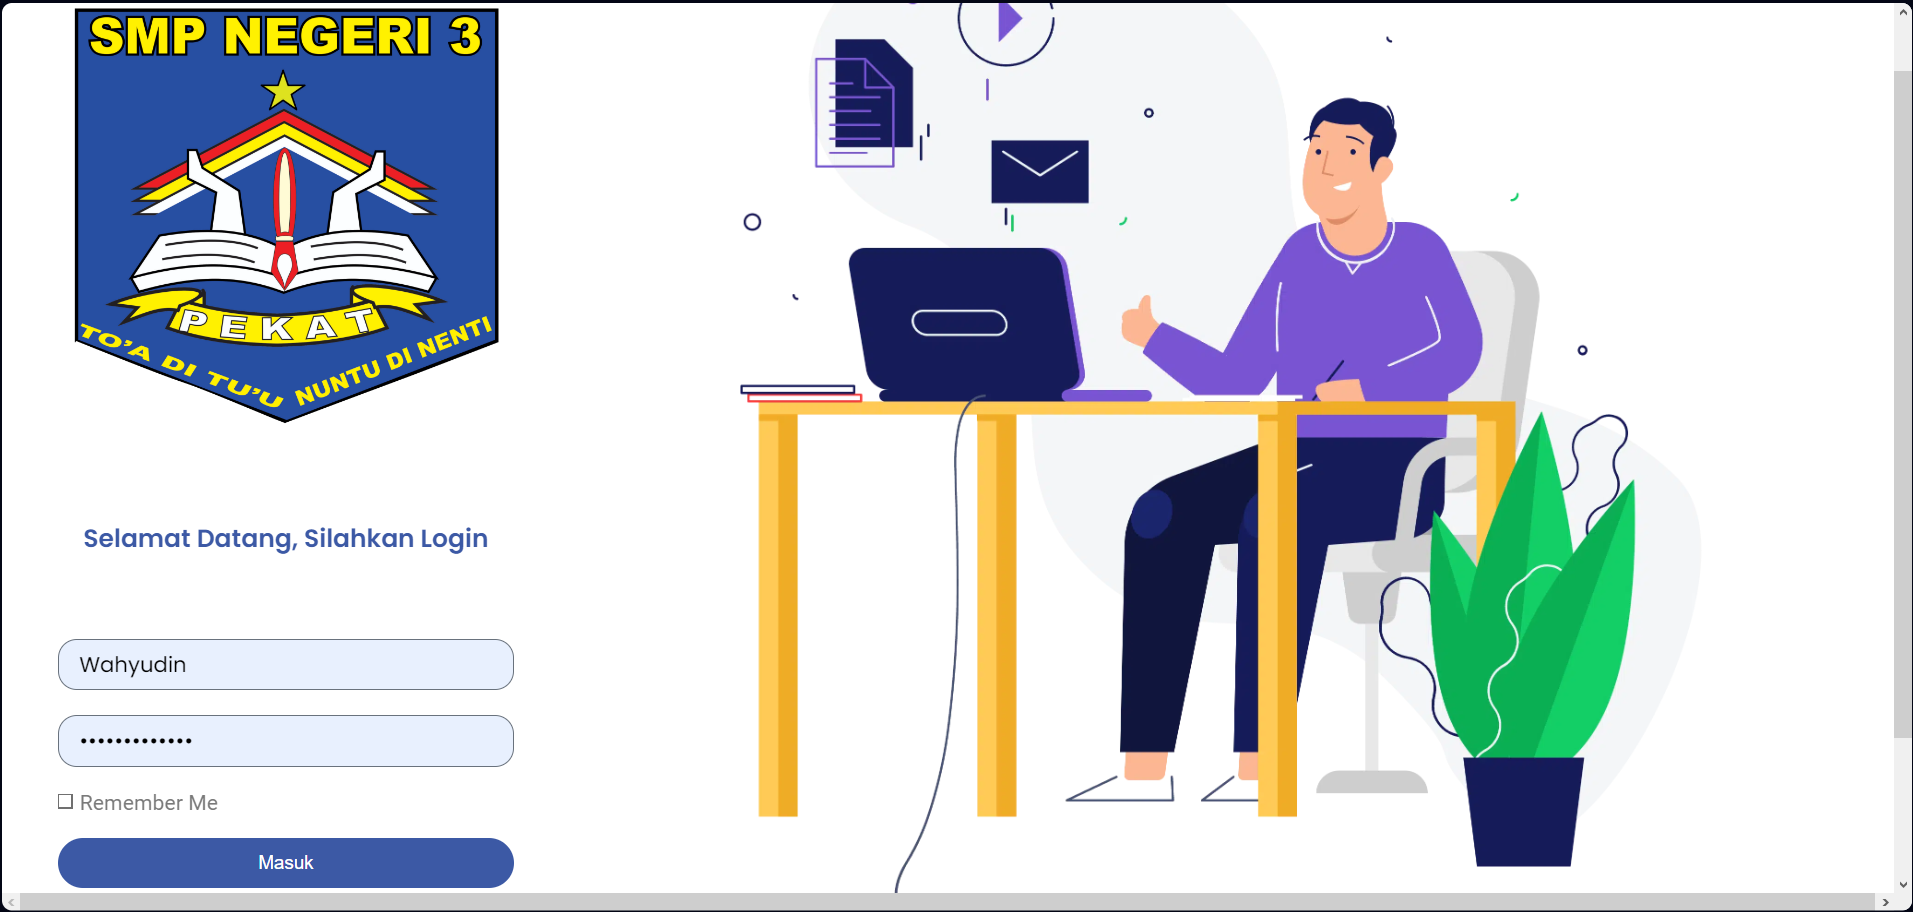 SMP NEGERI 3
PEKAT
TO'A DI TU'U NUNTU DI NENTI
Selamat Datang, Silahkan Login
Wahyudin
•••••••••••••
Remember Me
Masuk